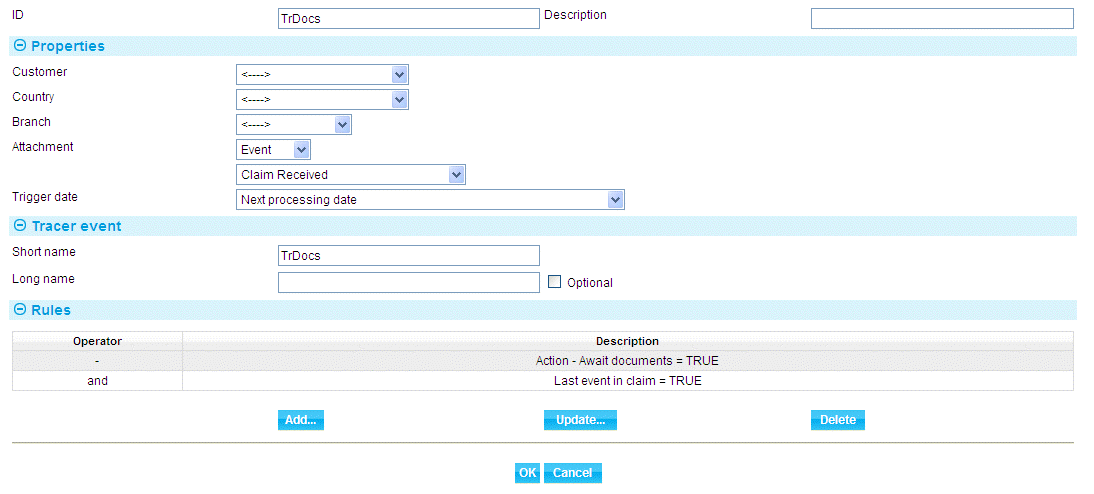 ID TrDocs Description
Properties
Customer <---->
Country <---->
Branch <---->
Attachment Event
Claim Received
Trigger date Next processing date
Tracer event
Short name TrDocs
Long name Optional
Rules
Operator Description
- Action - Await documents = TRUE
and Last event in claim = TRUE
Add... Update... Delete
OK Cancel